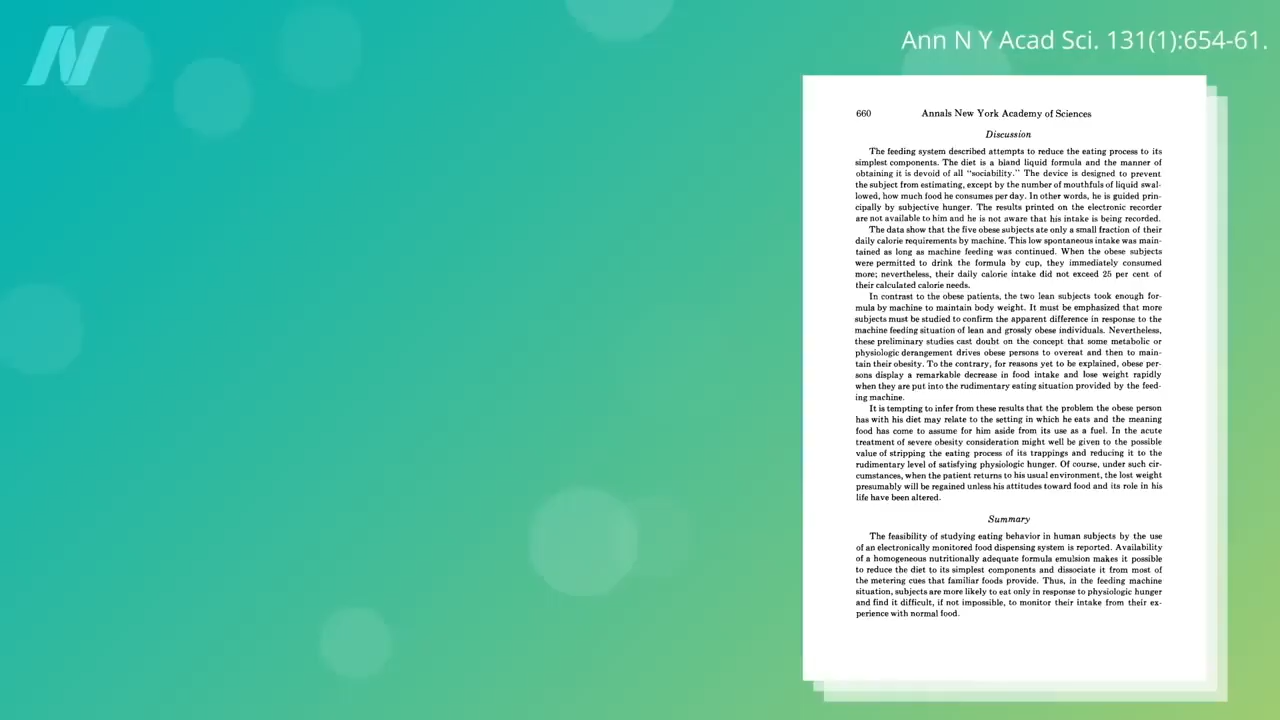 Ann N Y Acad Sci. 131(1):654-61.
660 Annals New York Academy of Sciences
Discussion
The feeding system described attempts to reduce the eating process to its
simplest components. The diet is a bland liquid formula and the manner of
obtaining it is devoid of all "sociability." The device is designed to prevent
the subject from estimating, except by the number of mouthfuls of liquid swal-
lowed, how much food he consumes per day. In other words, he is guided prin-
cipally by subjective hunger. The results printed on the electronic recorder
are not available to him and he is not aware that his intake is being recorded.
The data show that the five obese subjects ate only a small fraction of their
daily calorie requirements by machine. This low spontaneous intake was main-
tained as long as machine feeding was continued. When the obese subjects
were permitted to drink the formula by cup, they immediately consumed
more; nevertheless, their daily calorie intake did not exceed 25 per cent of
their calculated calorie needs.
In contrast to the obese patients, the two lean subjects took enough for-
mula by machine to maintain body weight. It must be emphasized that more
subjects must be studied to confirm the apparent difference in response to the
machine feeding situation of lean and grossly obese individuals. Nevertheless,
these preliminary studies cast doubt on the concept that some metabolic or
physiologic derangement drives obese persons to overeat and then to main-
tain their obesity. To the contrary, for reasons yet to be explained, obese per-
sons display a remarkable decrease in food intake and lose weight rapidly
when they are put into the rudimentary eating situation provided by the feed-
ing machine.
It is tempting to infer from these results that the problem the obese person
has with his diet may relate to the setting in which he eats and the meaning
food has come to assume for him aside from its use as a fuel. In the acute
treatment of severe obesity consideration might well be given to the possible
value of stripping the eating process of its trappings and reducing it to the
rudimentary level of satisfying physiologic hunger. Of course, under such cir-
cumstances, when the patient returns to his usual environment, the lost weight
presumably will be regained unless his attitudes toward food and its role in his
life have been altered.
Summary
The feasibility of studying eating behavior in human subjects by the use
of an electronically monitored food dispensing system is reported. Availability
of a homogeneous nutritionally adequate formula emulsion makes it possible
to reduce the diet to its simplest components and dissociate it from most of
the metering cues that familiar foods provide. Thus, in the feeding machine
situation, subjects are more likely to eat only in response to physiologic hunger
and find it difficult, if not impossible, to monitor their intake from their ex-
perience with normal food.